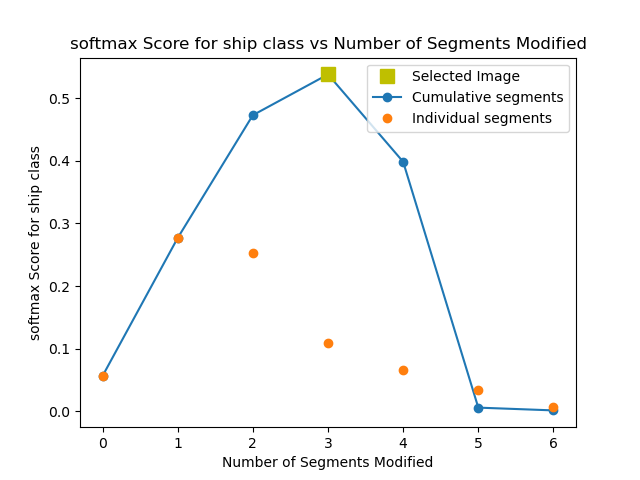 softmax Score for ship class vs Number of Segments Modified
Selected Image
Cumulative segments
Individual segments
softmax Score for ship class
0.5
0.4
0.3
0.2
0.1
0.0
0 1 2 3 4 5 6
Number of Segments Modified